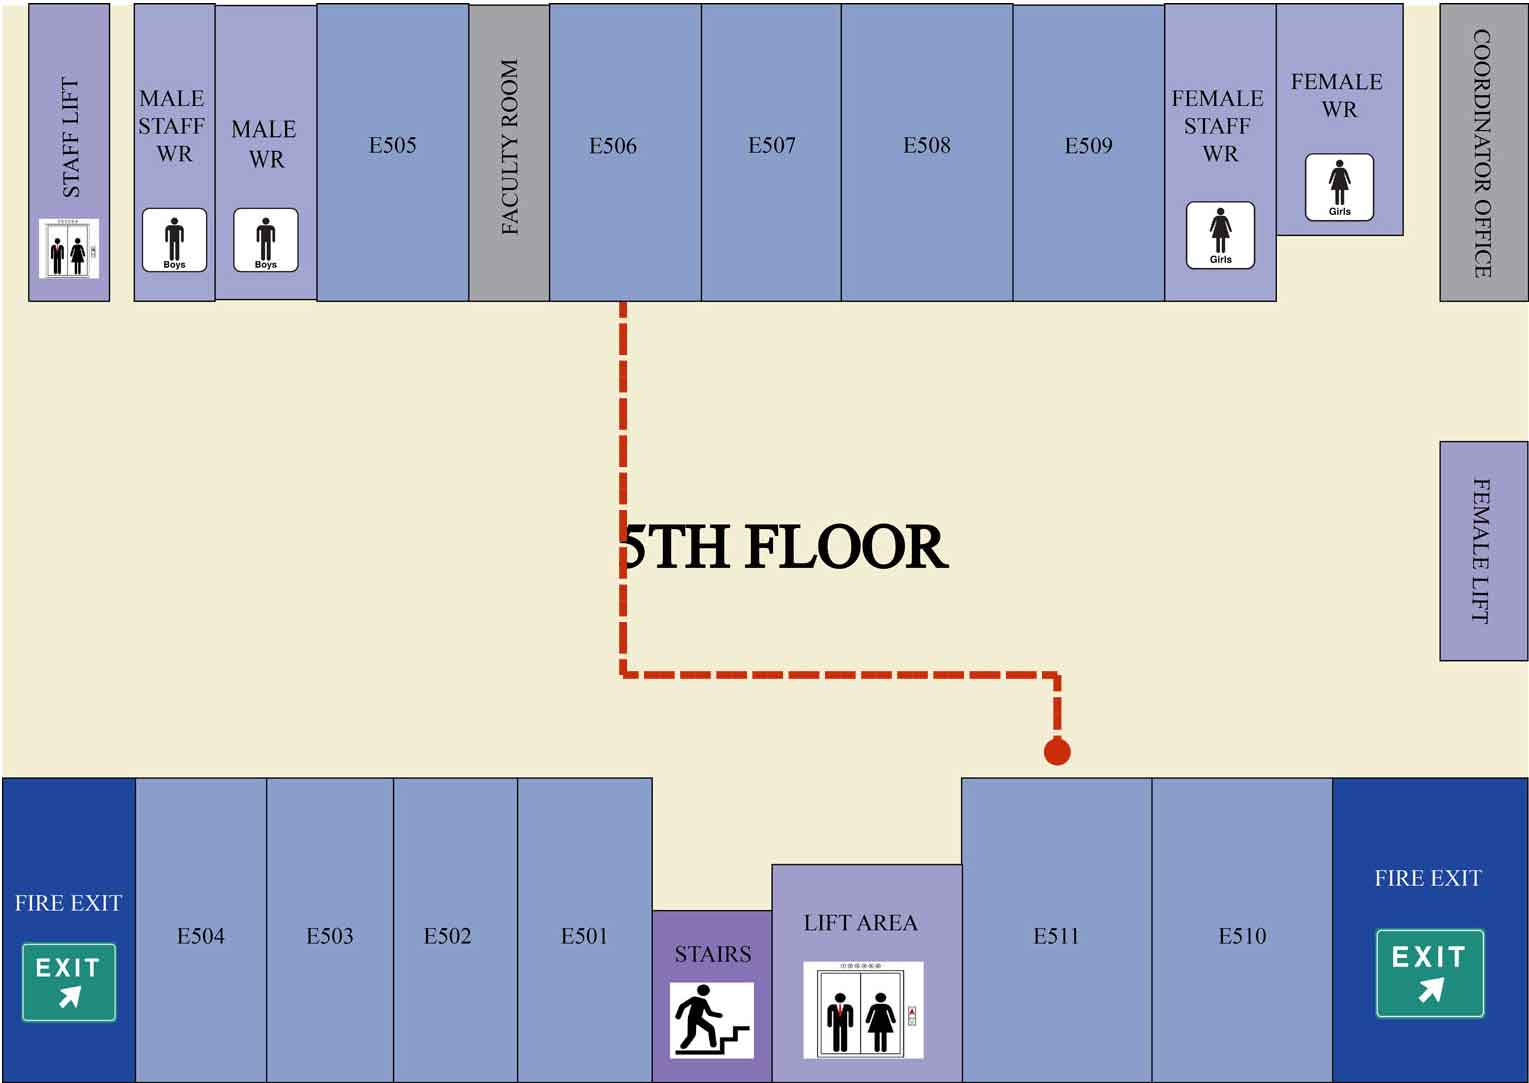 STAFF LIFT
MALE
STAFF
WR
Boys
MALE
WR
Boys
E505
FACULTY ROOM
E506
E507
E508
E509
FEMALE
STAFF
WR
Girls
FEMALE
WR
Girls
COORDINATOR OFFICE
5TH FLOOR
FEMALE LIFT
FIRE EXIT
EXIT
E504
E503
E502
E501
STAIRS
LIFT AREA
E511
E510
FIRE EXIT
EXIT